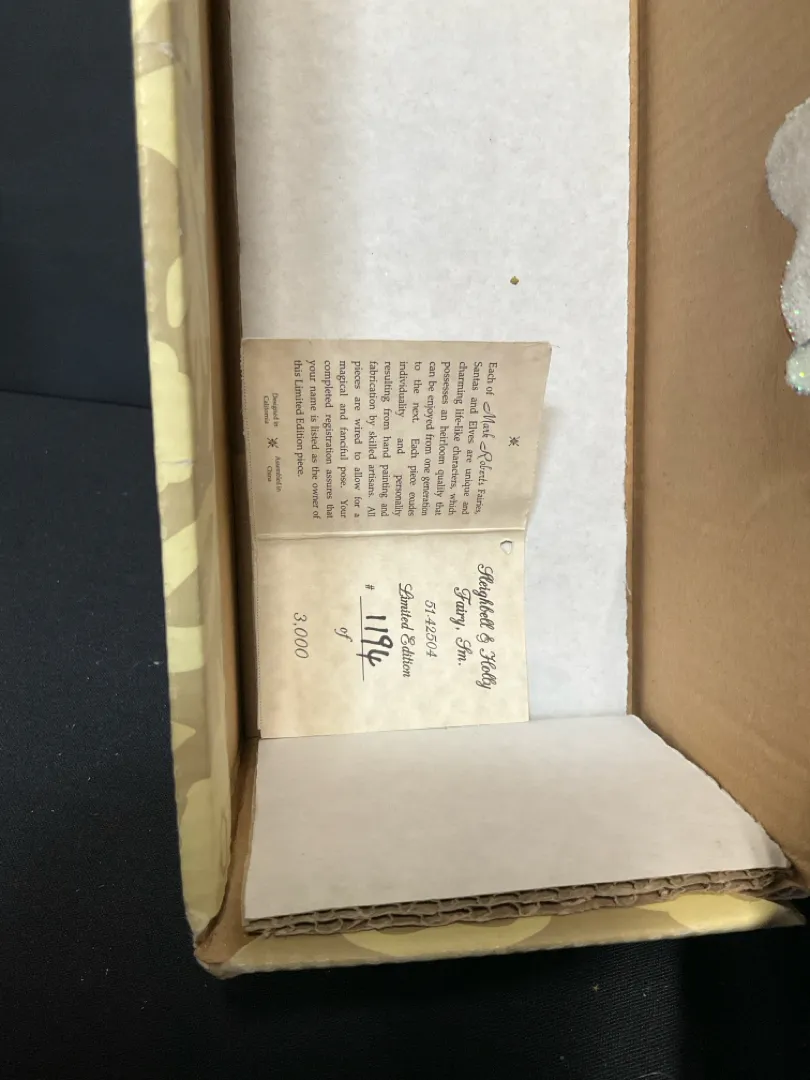 Each of Mark Roberts Fairies,
Santas and Elves are unique and
charming life-like characters, which
possesses an heirloom quality that
can be enjoyed from one generation
to the next. Each piece exudes
individuality and personality
resulting from hand painting and
fabrication by skilled artisans. All
pieces are wired to allow for a
magical and fanciful pose. Your
completed registration assures that
your name is listed as the owner of
this Limited Edition piece.
Designed in
California
Assembled in
China
Sleighbell & Holly
Fairy, Sm.
51-42504
Limited Edition
# 1194
of
3,000